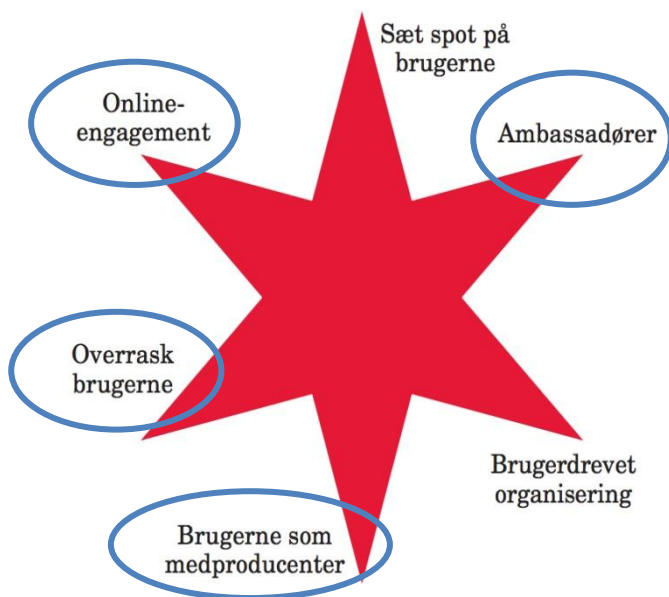 Sæt spot på
brugerne
Online-
engagement
Ambassadører
Overrask
brugerne
Brugerdrevet
organisering
Brugerne som
medproducenter